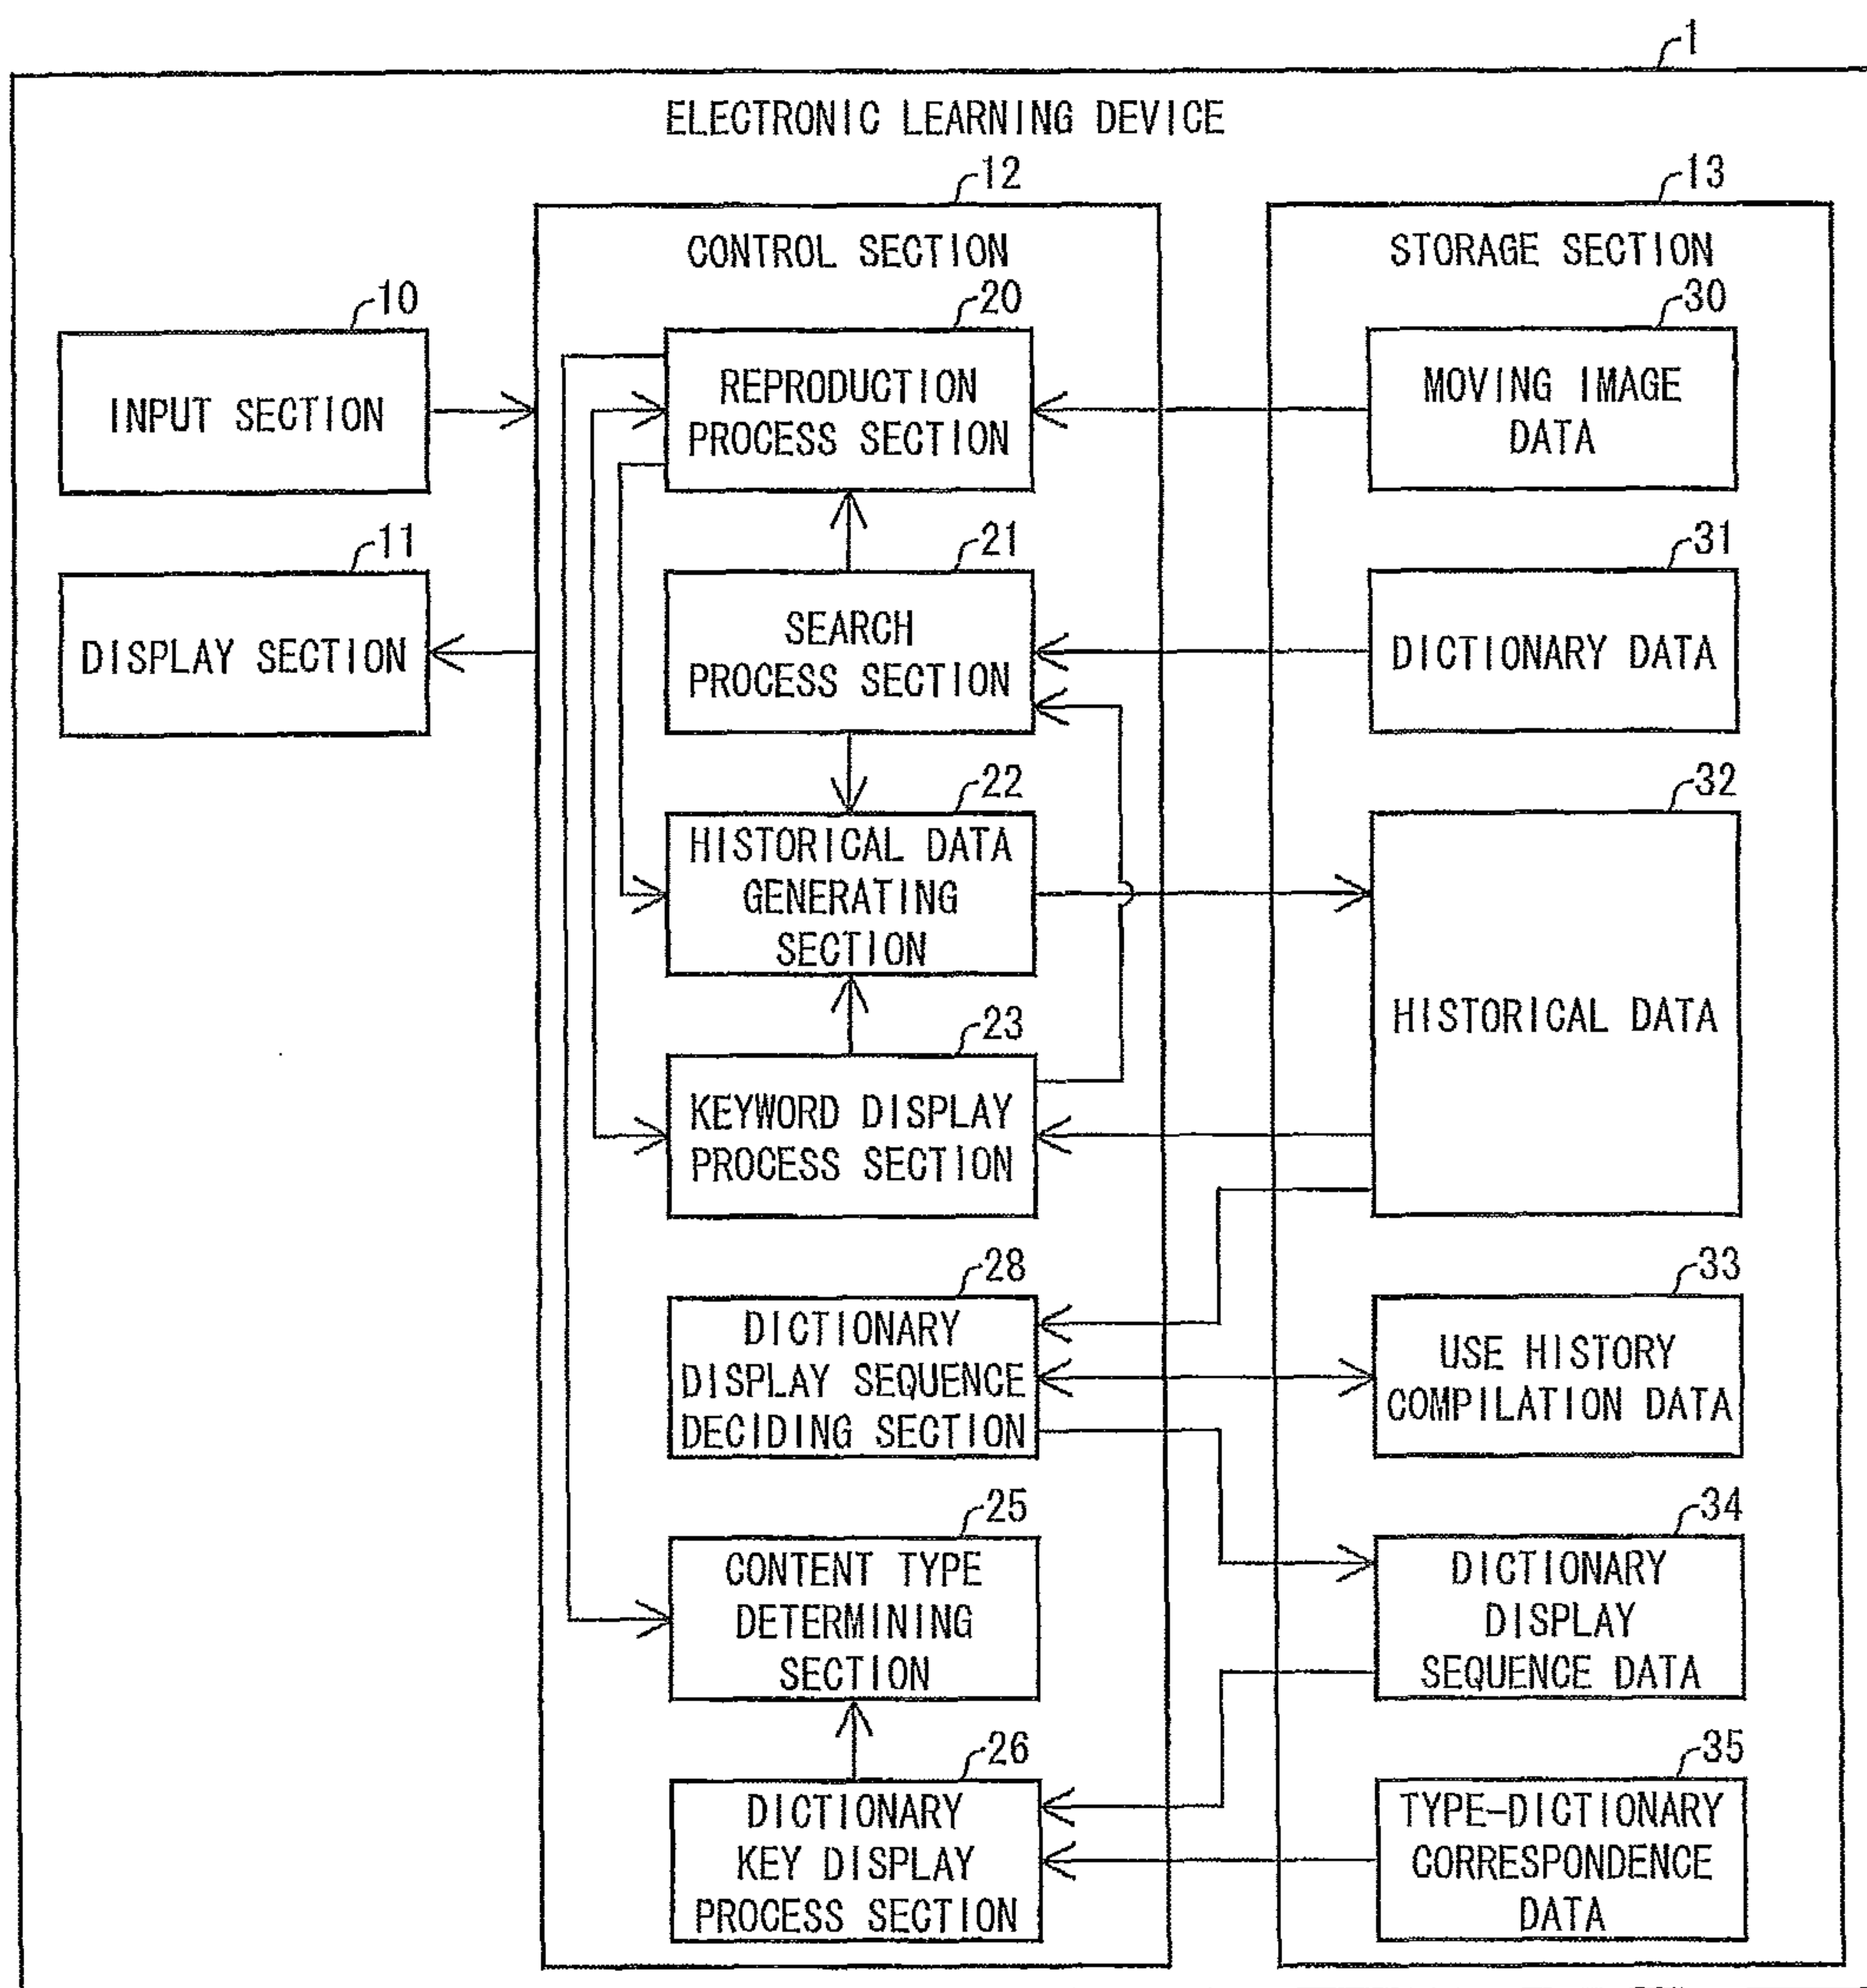 1
ELECTRONIC LEARNING DEVICE
12
13
CONTROL SECTION
STORAGE SECTION
10
20
30
INPUT SECTION
REPRODUCTION
PROCESS SECTION
MOVING IMAGE
DATA
11
21
31
DISPLAY SECTION
SEARCH
PROCESS SECTION
DICTIONARY DATA
22
32
HISTORICAL DATA
GENERATING
SECTION
HISTORICAL DATA
23
KEYWORD DISPLAY
PROCESS SECTION
28
33
DICTIONARY
DISPLAY SEQUENCE
DECIDING SECTION
USE HISTORY
COMPILATION DATA
25
34
CONTENT TYPE
DETERMINING
SECTION
DICTIONARY
DISPLAY
SEQUENCE DATA
26
35
DICTIONARY
KEY DISPLAY
PROCESS SECTION
TYPE-DICTIONARY
CORRESPONDENCE
DATA